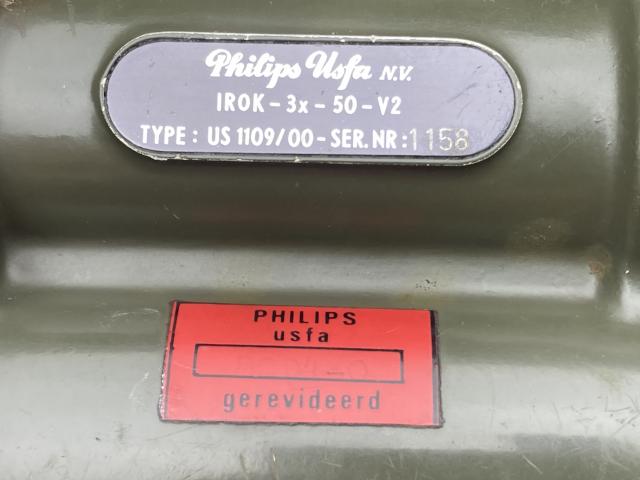 Philips Usfa N.V.
IROK-3x-50-V2
TYPE: US 1109/00-SER.NR:1158
PHILIPS
usfa
gerevideerd